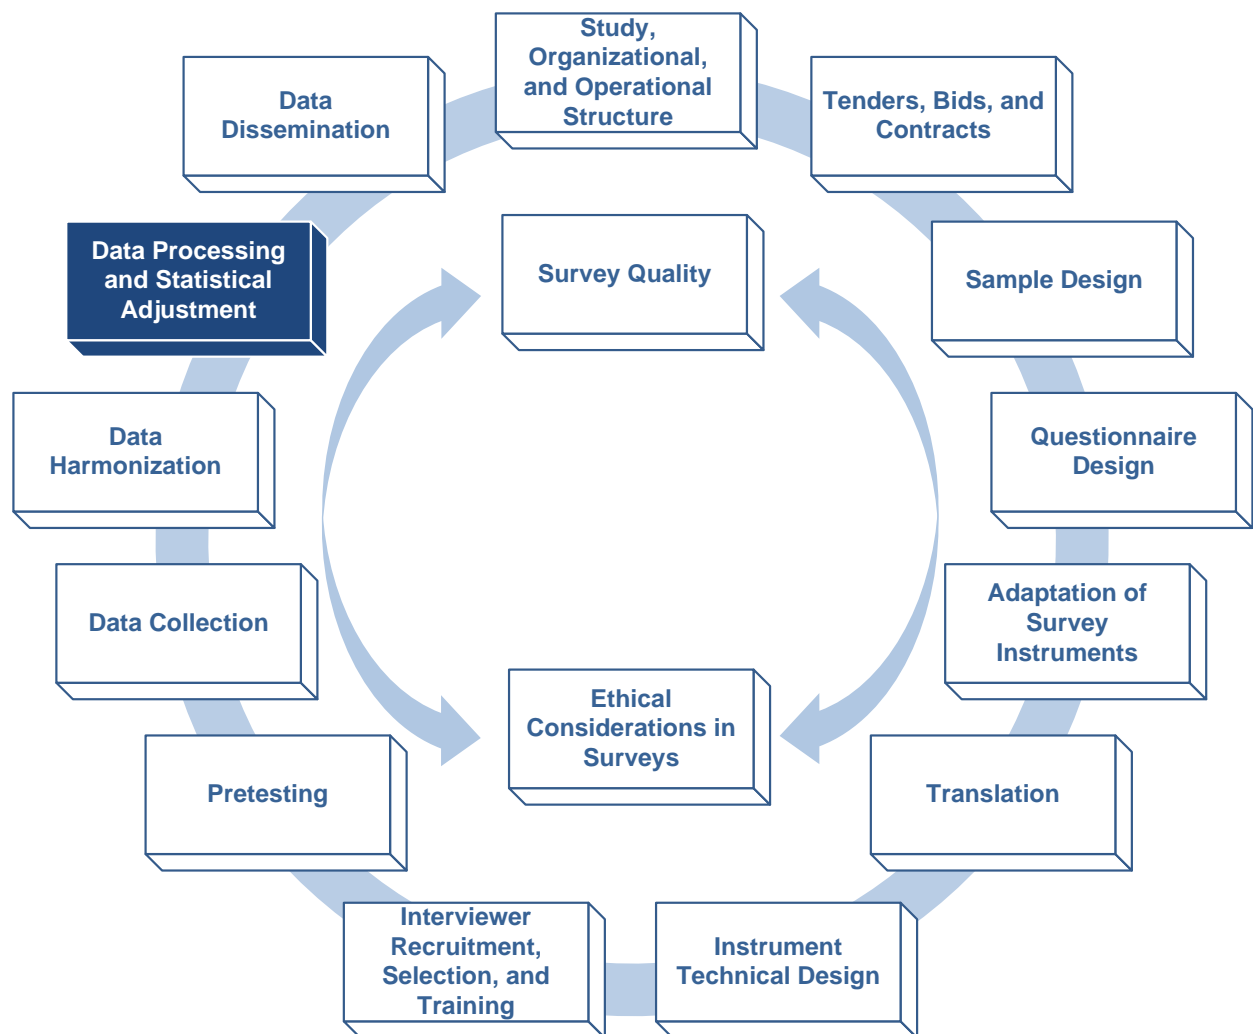 Study,
Organizational,
and Operational
Structure
Tenders, Bids, and
Contracts
Sample Design
Questionnaire
Design
Adaptation of
Survey
Instruments
Translation
Instrument
Technical Design
Interviewer
Recruitment,
Selection, and
Training
Pretesting
Data Collection
Data
Harmonization
Data Processing
and Statistical
Adjustment
Data
Dissemination
Survey Quality
Ethical
Considerations in
Surveys